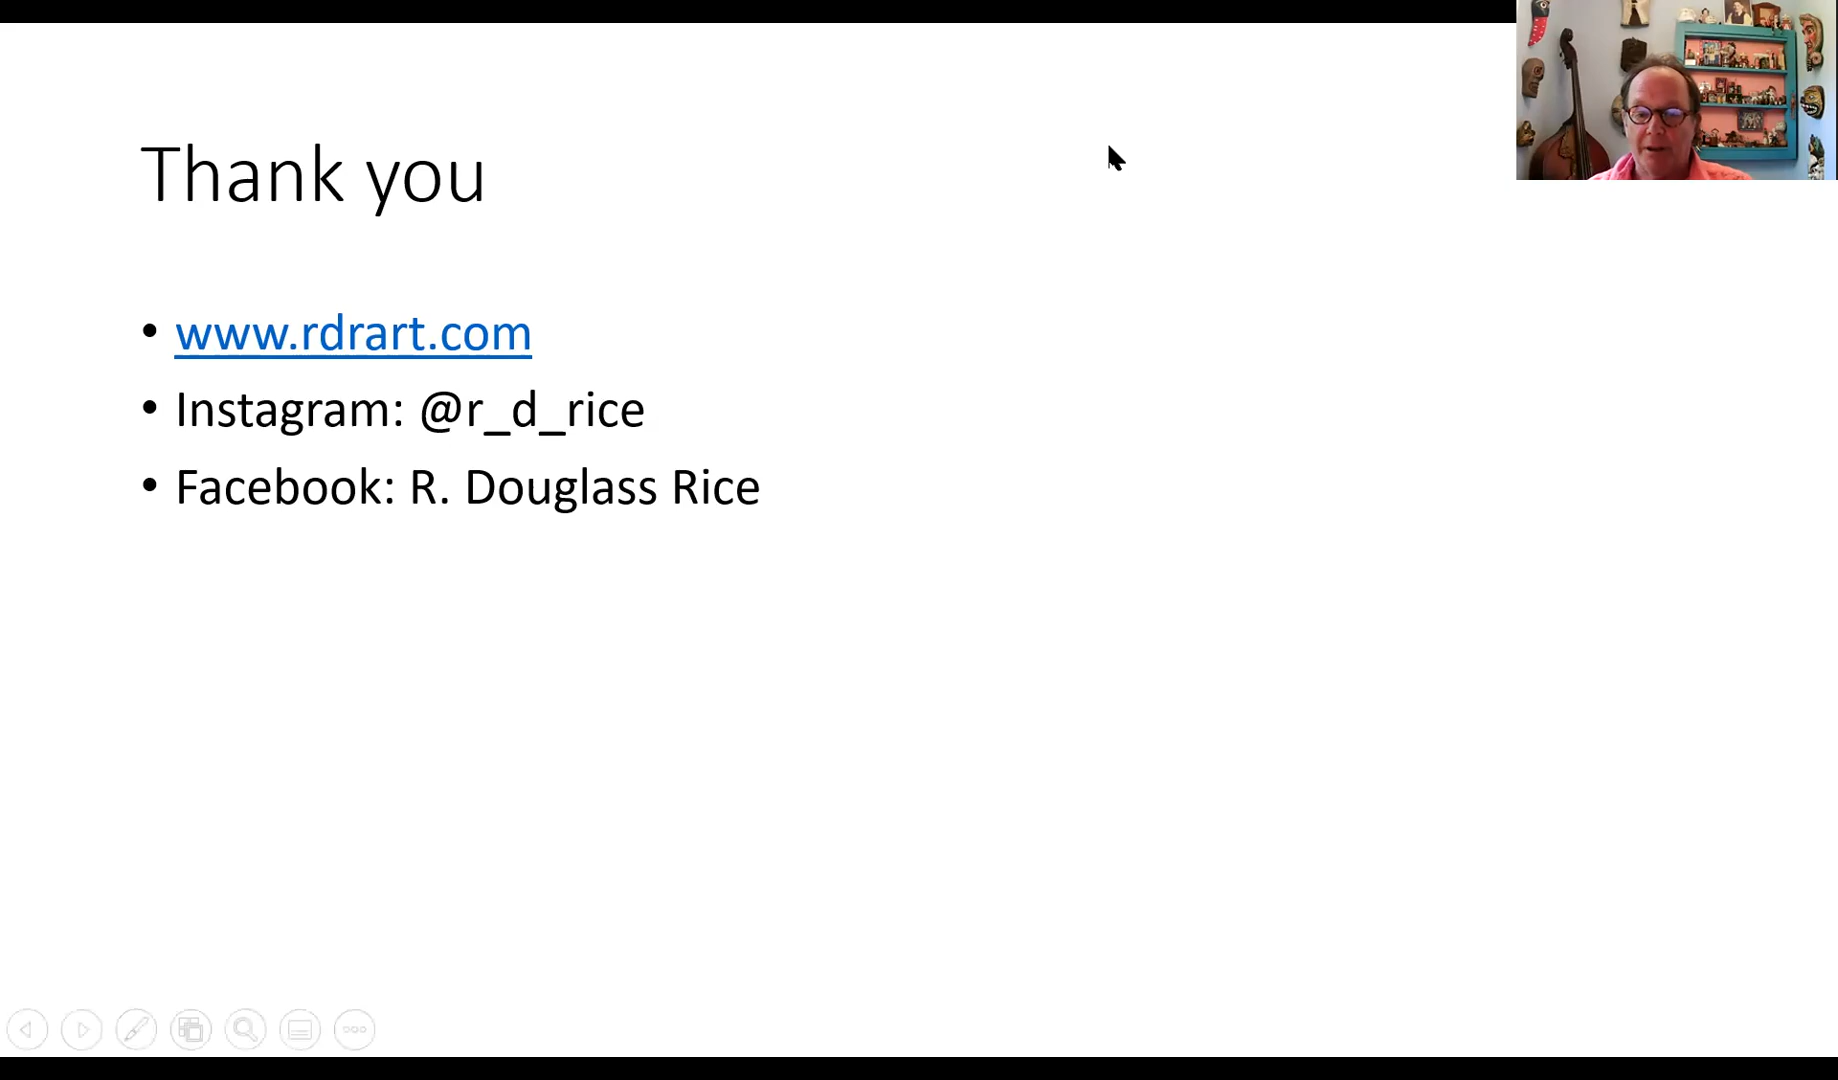 Thank you
• www.rdrart.com
• Instagram: @r_d_rice
• Facebook: R. Douglass Rice